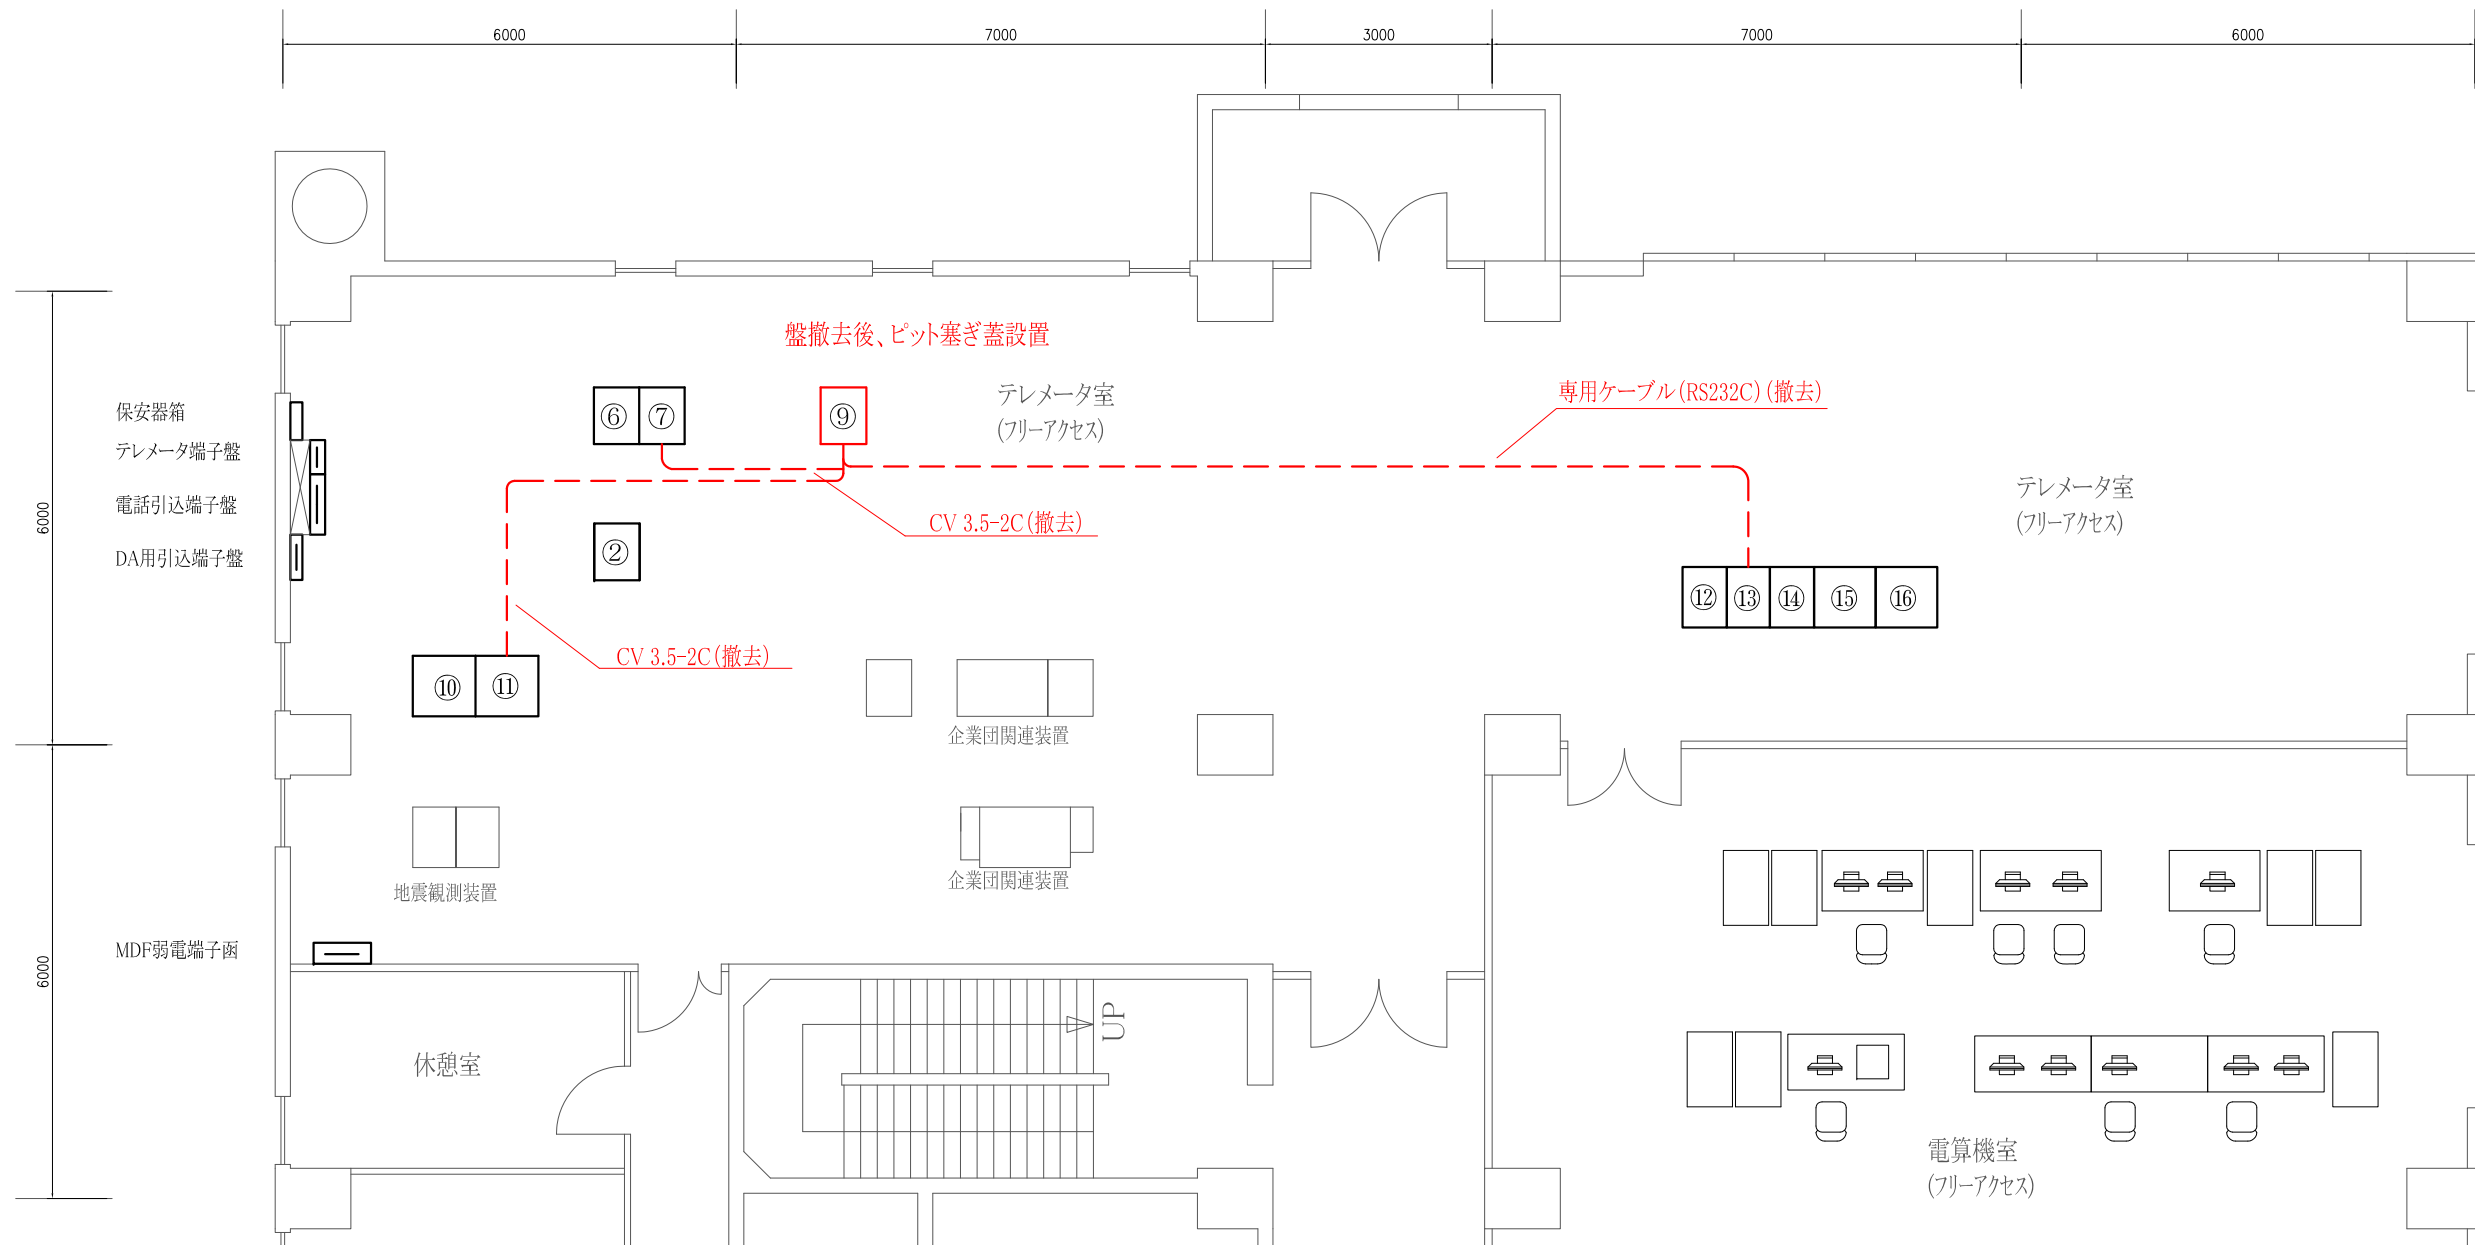 6000
7000
3000
7000
6000
盤撤去後、ピット塞ぎ蓋設置
テレメータ室
(フリーアクセス)
専用ケーブル(RS232C)(撤去)
保安器箱
⑥
⑦
⑨
テレメータ端子盤
電話引込端子盤
DA用引込端子盤
6000
CV 3.5-2C(撤去)
テレメータ室
(フリーアクセス)
②
⑫
⑬
⑭
⑮
⑯
CV 3.5-2C(撤去)
⑩
⑪
企業団関連装置
地震観測装置
企業団関連装置
MDF弱電端子函
6000
UP
休憩室
電算機室
(フリーアクセス)